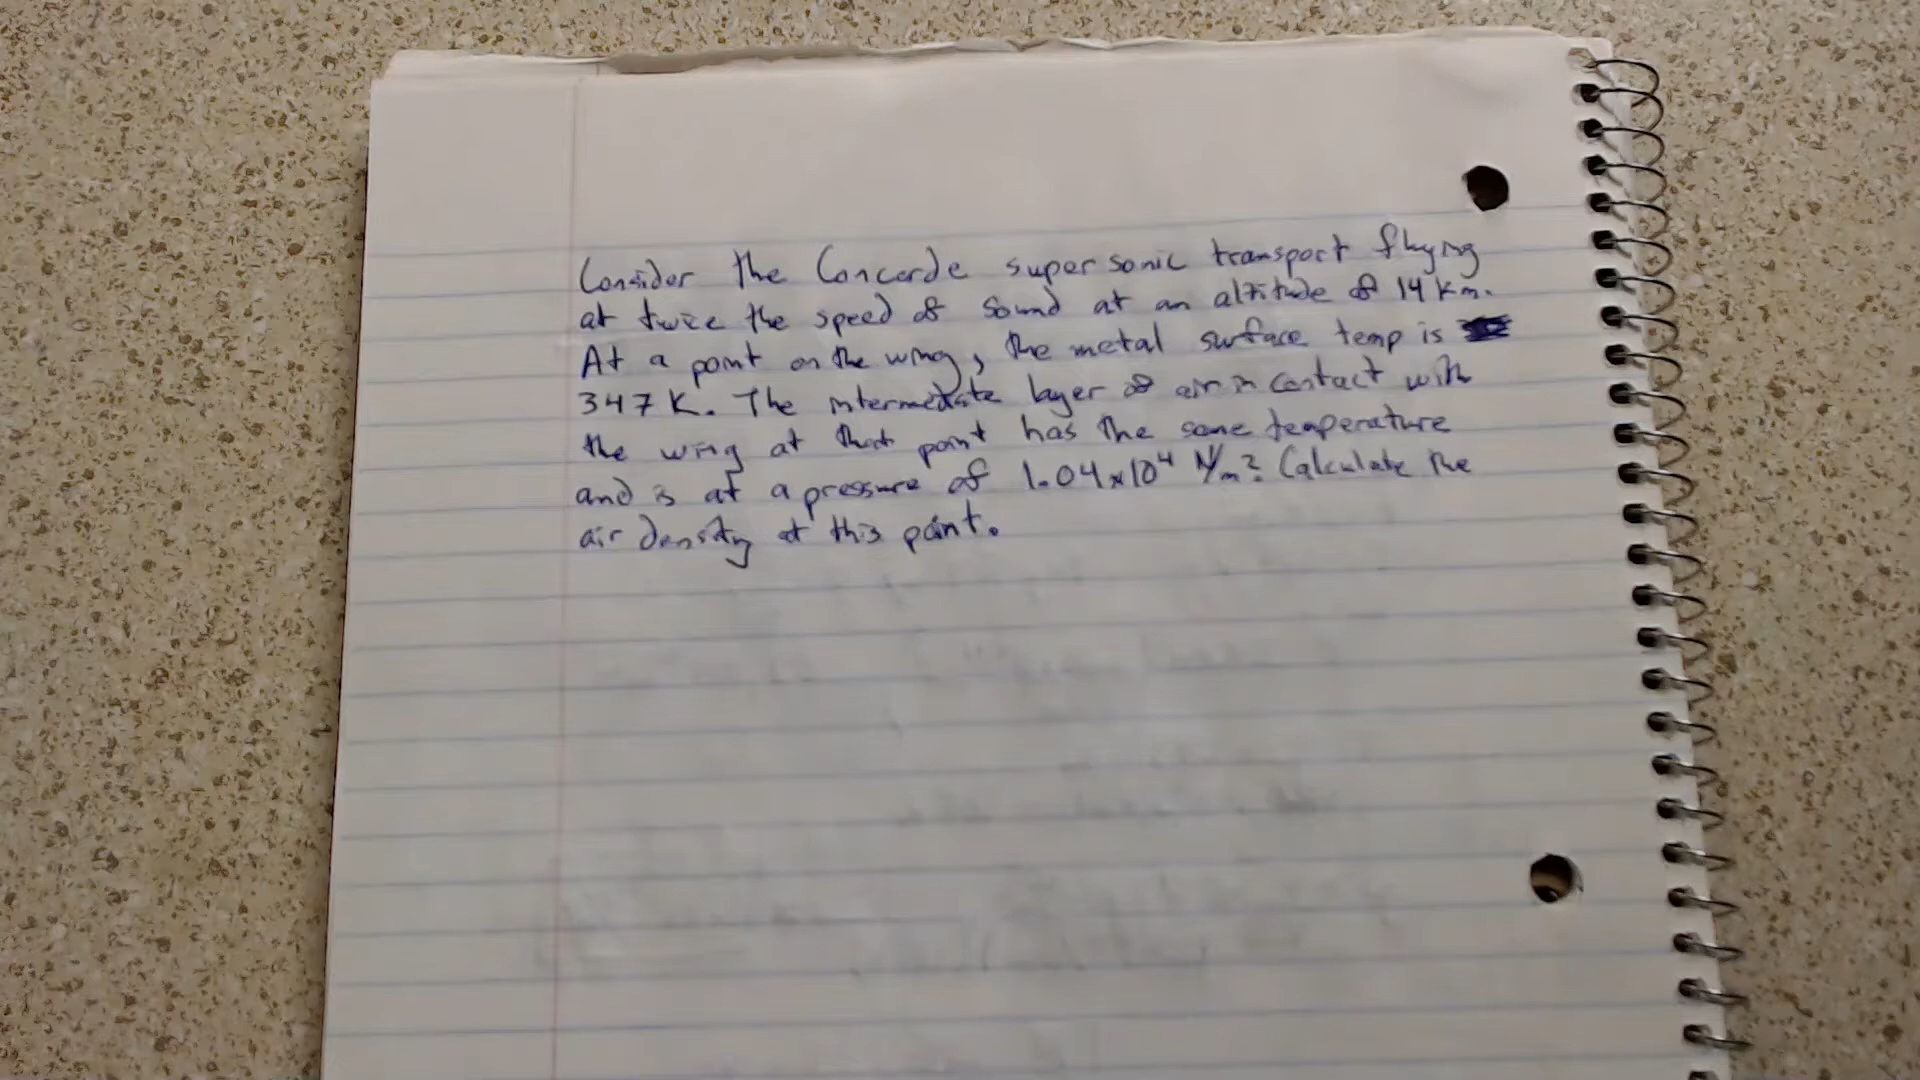 Consider the Concorde supersonic transport flying
at twice the speed of sound at an altitude of 14 km.
At a point on the wing, the metal surface temp is
347 K. The intermediate layer of air in contact with
the wing at that point has the same temperature
and is at a pressure of 1.04×10⁴ N/m². Calculate the
air density at this point.